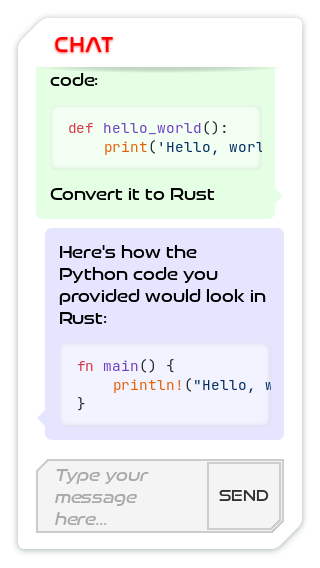 CHAT
code:
def hello_world():
    print('Hello, worl
Convert it to Rust
Here's how the
Python code you
provided would look in
Rust:
fn main() {
    println!("Hello, w
}
Type your
message
here...
SEND